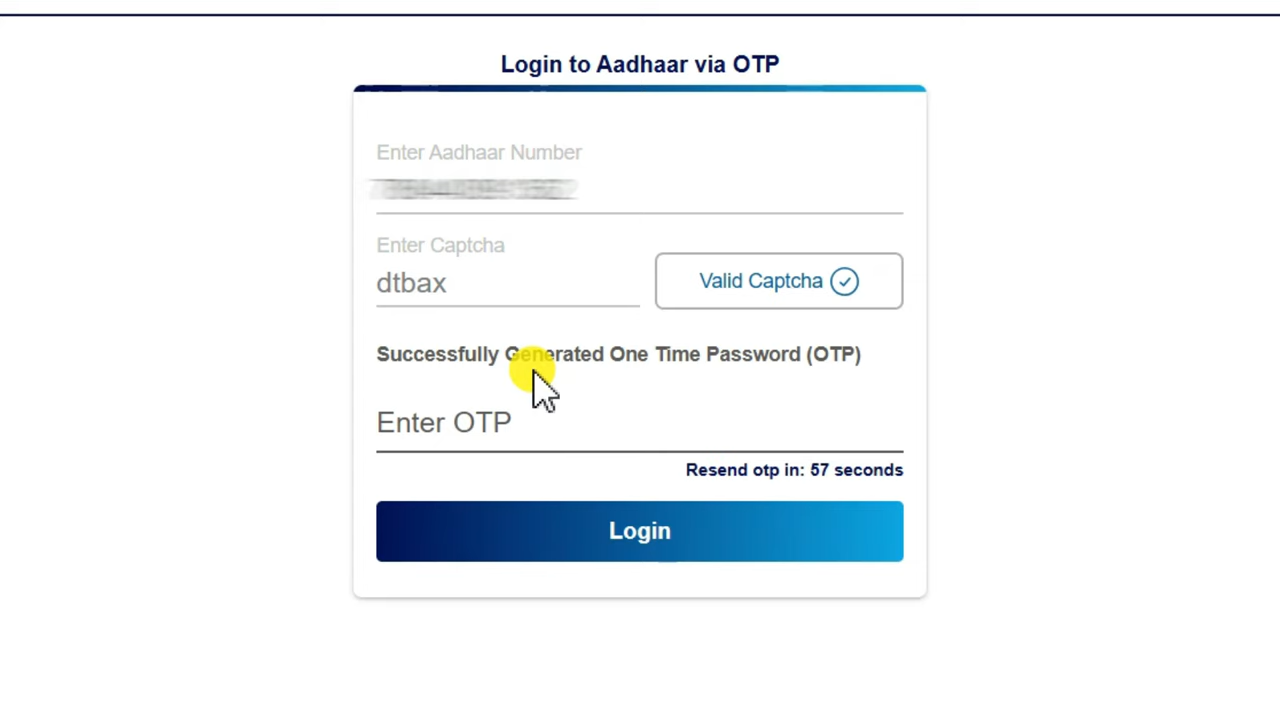 Login to Aadhaar via OTP
Enter Aadhaar Number
Enter Captcha
dtbax
Valid Captcha
Successfully Generated One Time Password (OTP)
Enter OTP
Resend otp in: 57 seconds
Login